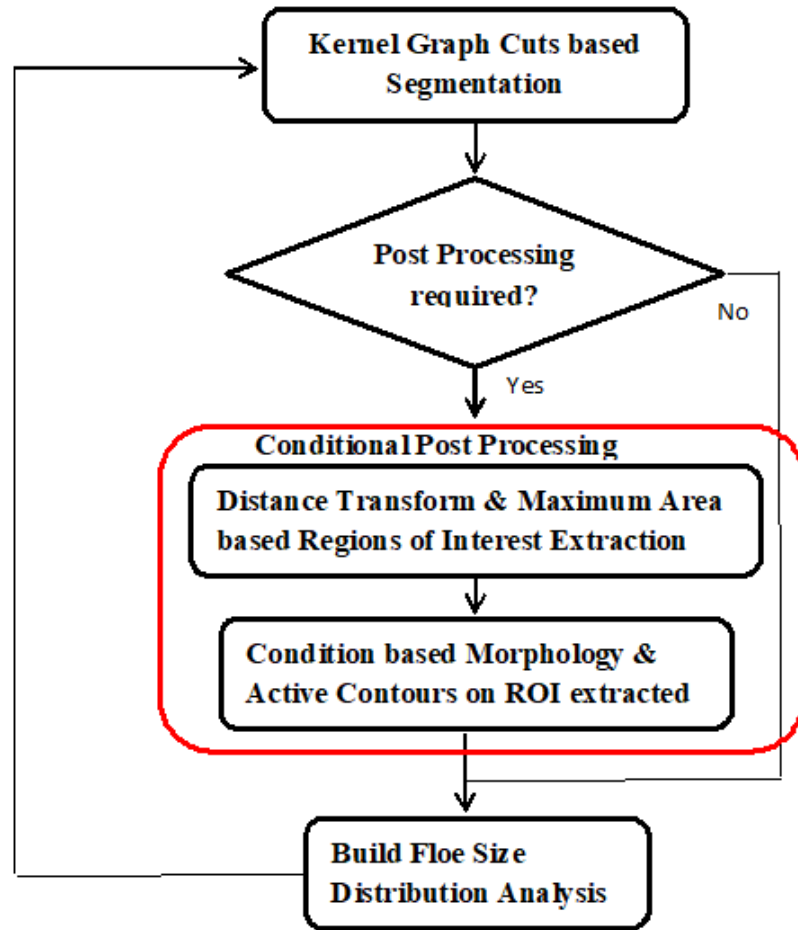 Kernel Graph Cuts based
Segmentation
Post Processing
required?
No
Yes
Conditional Post Processing
Distance Transform & Maximum Area
based Regions of Interest Extraction
Condition based Morphology &
Active Contours on ROI extracted
Build Floe Size
Distribution Analysis